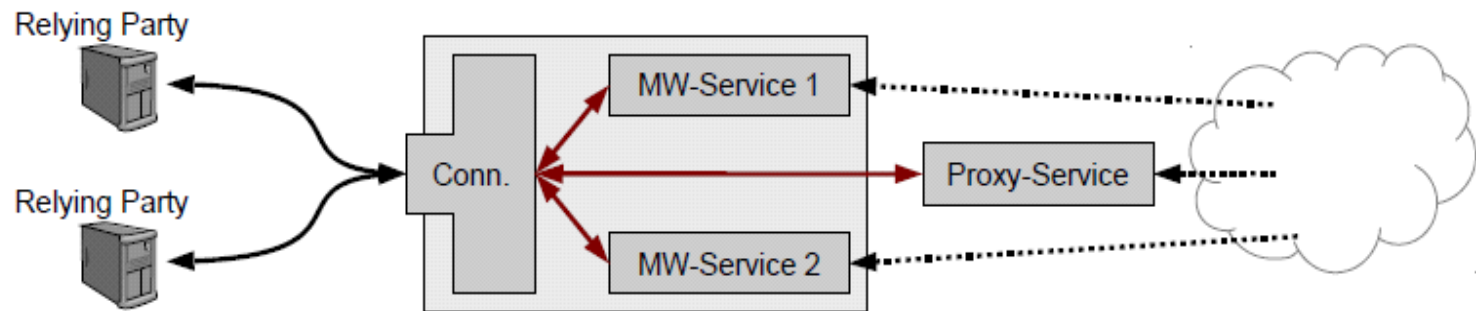 Relying Party
MW-Service 1
Conn.
Proxy-Service
Relying Party
MW-Service 2